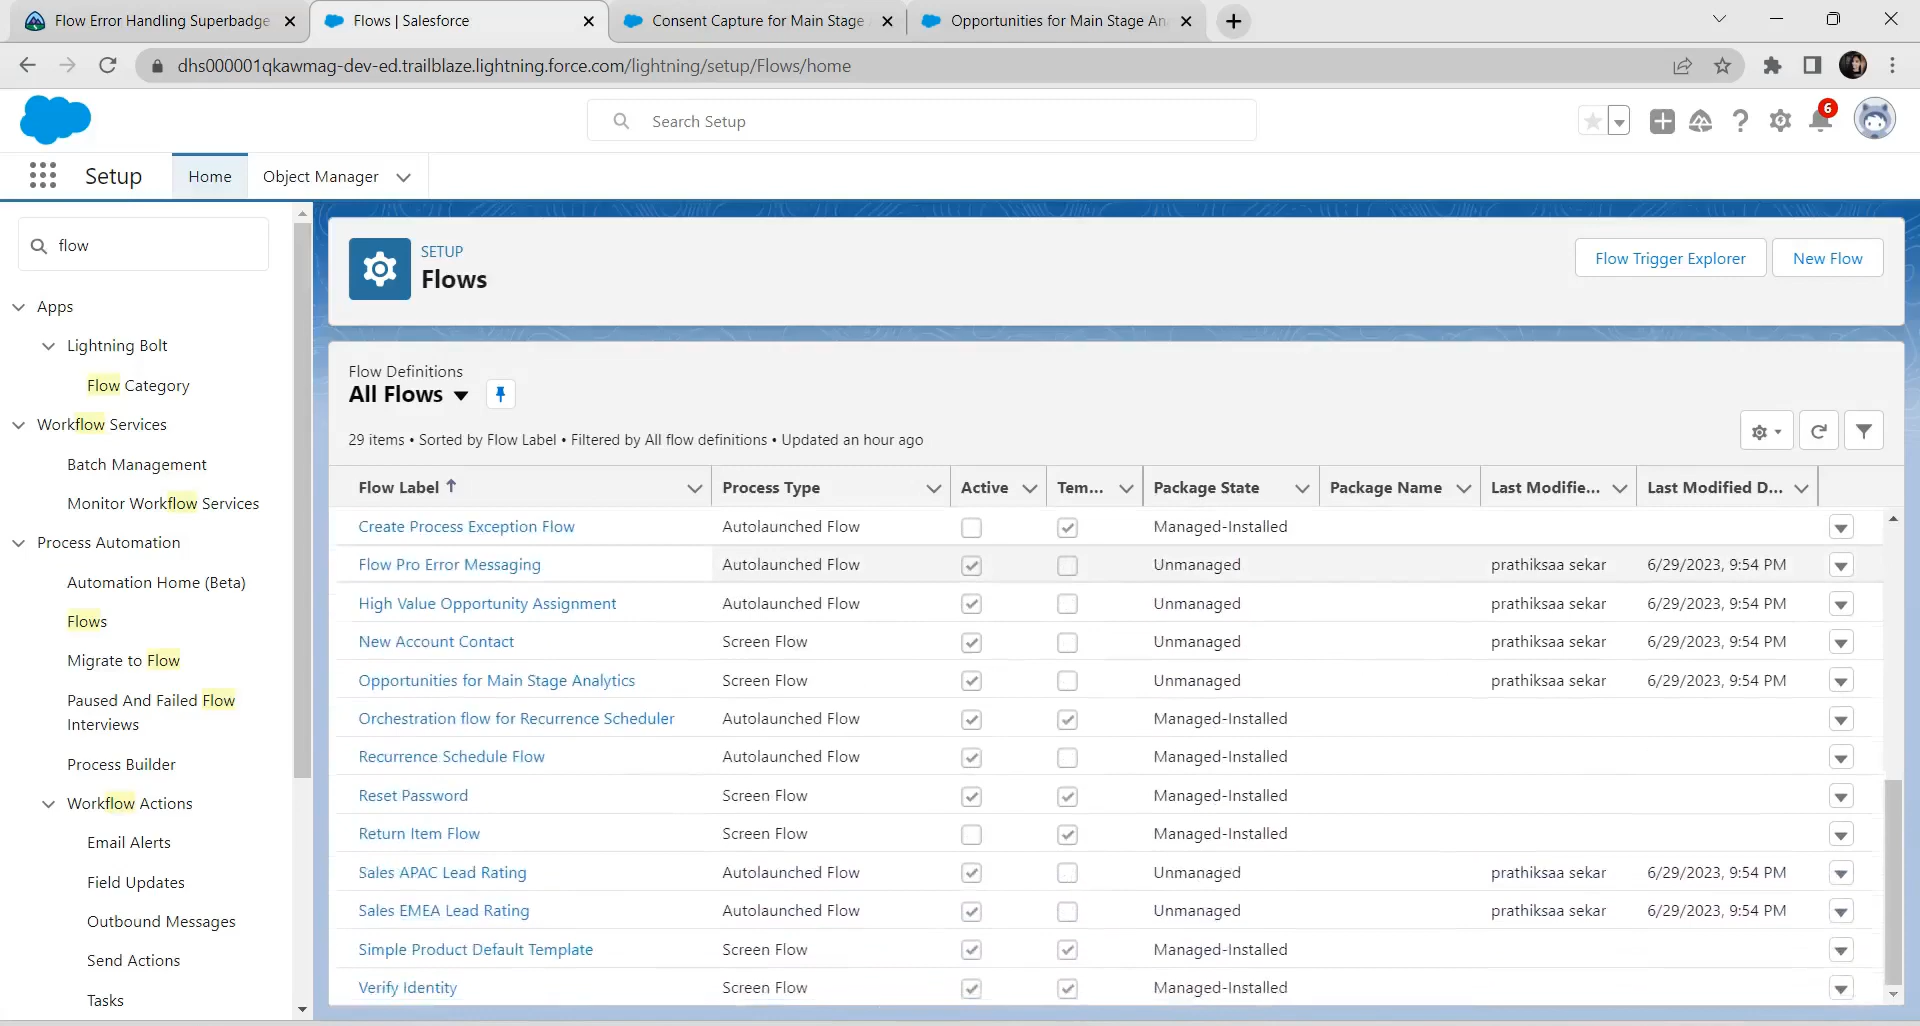 Flow Error Handling Superbadge
Flows | Salesforce
Consent Capture for Main Stage
Opportunities for Main Stage An
dhs000001qkawmag-dev-ed.trailblaze.lightning.force.com/lightning/setup/Flows/home
Search Setup
6
Setup
Home
Object Manager
flow
Apps
Lightning Bolt
Flow Category
Workflow Services
Batch Management
Monitor Workflow Services
Process Automation
Automation Home (Beta)
Flows
Migrate to Flow
Paused And Failed Flow
Interviews
Process Builder
Workflow Actions
Email Alerts
Field Updates
Outbound Messages
Send Actions
Tasks
SETUP
Flows
Flow Trigger Explorer
New Flow
Flow Definitions
All Flows
29 items • Sorted by Flow Label • Filtered by All flow definitions • Updated an hour ago
Flow Label ↑ Process Type Active Tem... Package State Package Name Last Modifie... Last Modified D...
Create Process Exception Flow Autolaunched Flow Managed-Installed
Flow Pro Error Messaging Autolaunched Flow Unmanaged prathiksaa sekar 6/29/2023, 9:54 PM
High Value Opportunity Assignment Autolaunched Flow Unmanaged prathiksaa sekar 6/29/2023, 9:54 PM
New Account Contact Screen Flow Unmanaged prathiksaa sekar 6/29/2023, 9:54 PM
Opportunities for Main Stage Analytics Screen Flow Unmanaged prathiksaa sekar 6/29/2023, 9:54 PM
Orchestration flow for Recurrence Scheduler Autolaunched Flow Managed-Installed
Recurrence Schedule Flow Autolaunched Flow Managed-Installed
Reset Password Screen Flow Managed-Installed
Return Item Flow Screen Flow Managed-Installed
Sales APAC Lead Rating Autolaunched Flow Unmanaged prathiksaa sekar 6/29/2023, 9:54 PM
Sales EMEA Lead Rating Autolaunched Flow Unmanaged prathiksaa sekar 6/29/2023, 9:54 PM
Simple Product Default Template Screen Flow Managed-Installed
Verify Identity Screen Flow Managed-Installed